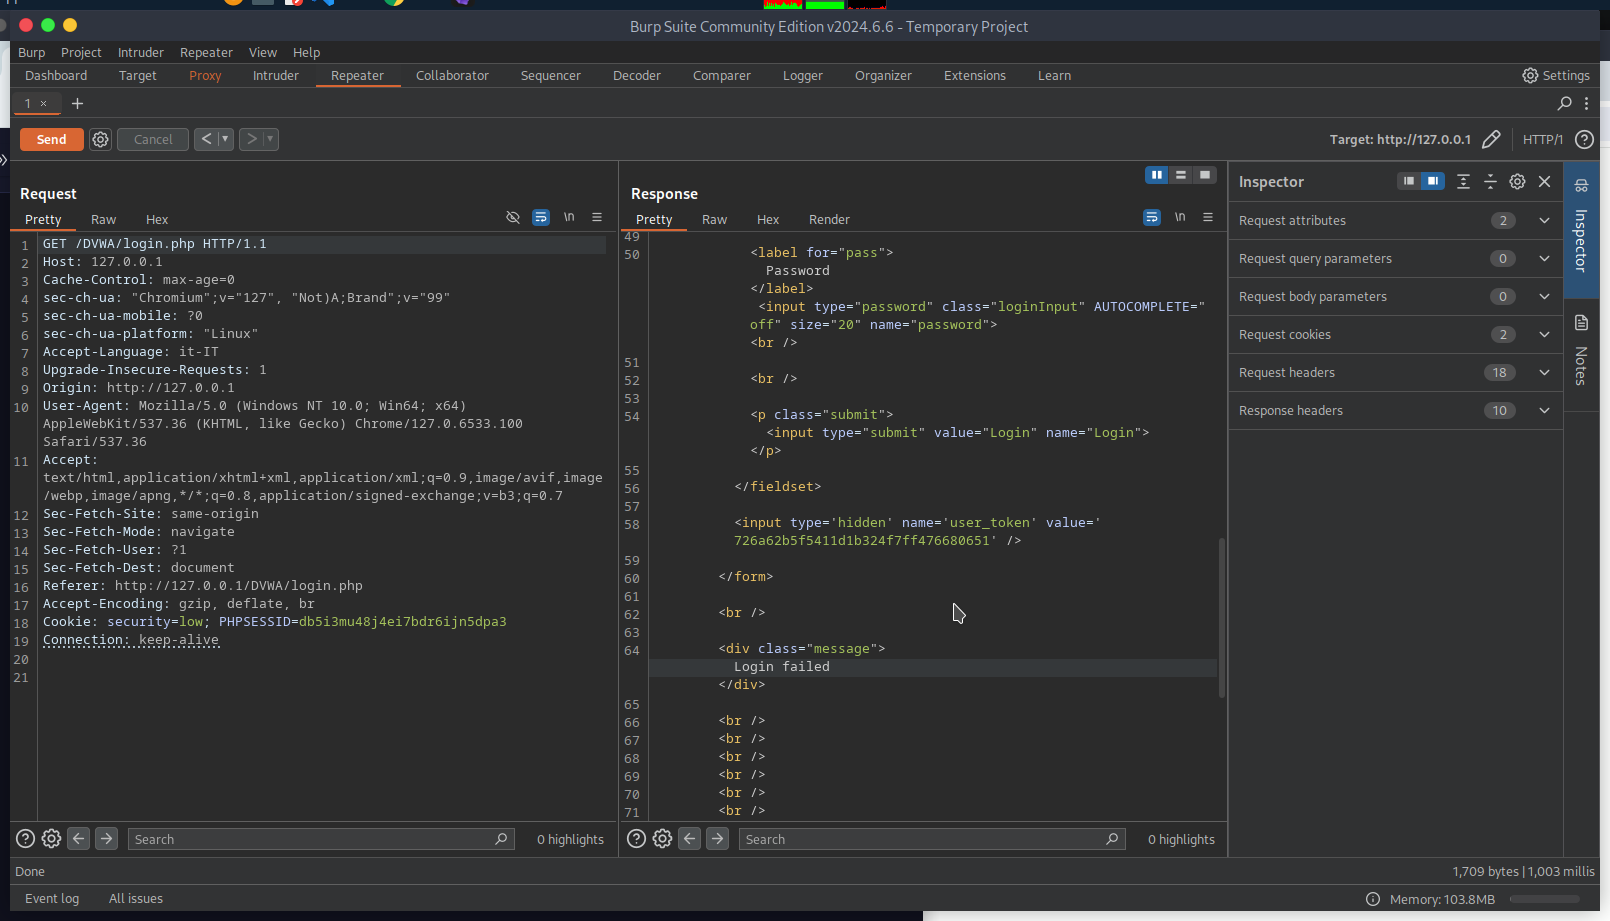 Burp Suite Community Edition v2024.6.6 - Temporary Project
Burp Project Intruder Repeater View Help
Dashboard Target Proxy Intruder Repeater Collaborator Sequencer Decoder Comparer Logger Organizer Extensions Learn Settings
1 × +
Send Cancel < > Target: http://127.0.0.1 HTTP/1 ?
Request
Pretty Raw Hex \n
1 GET /DVWA/login.php HTTP/1.1
2 Host: 127.0.0.1
3 Cache-Control: max-age=0
4 sec-ch-ua: "Chromium";v="127", "Not)A;Brand";v="99"
5 sec-ch-ua-mobile: ?0
6 sec-ch-ua-platform: "Linux"
7 Accept-Language: it-IT
8 Upgrade-Insecure-Requests: 1
9 Origin: http://127.0.0.1
10 User-Agent: Mozilla/5.0 (Windows NT 10.0; Win64; x64)
AppleWebKit/537.36 (KHTML, like Gecko) Chrome/127.0.6533.100
Safari/537.36
11 Accept:
text/html,application/xhtml+xml,application/xml;q=0.9,image/avif,image
/webp,image/apng,*/*;q=0.8,application/signed-exchange;v=b3;q=0.7
12 Sec-Fetch-Site: same-origin
13 Sec-Fetch-Mode: navigate
14 Sec-Fetch-User: ?1
15 Sec-Fetch-Dest: document
16 Referer: http://127.0.0.1/DVWA/login.php
17 Accept-Encoding: gzip, deflate, br
18 Cookie: security=low; PHPSESSID=db5i3mu48j4ei7bdr6ijn5dpa3
19 Connection: keep-alive
20
21
Search 0 highlights
Response
Pretty Raw Hex Render \n
49
50 <label for="pass">
Password
</label>
<input type="password" class="loginInput" AUTOCOMPLETE="
off" size="20" name="password">
<br />
51
52 <br />
53
54 <p class="submit">
<input type="submit" value="Login" name="Login">
</p>
55
56 </fieldset>
57
58 <input type='hidden' name='user_token' value='
726a62b5f5411d1b324f7ff476680651' />
59
60 </form>
61
62 <br />
63
64 <div class="message">
Login failed
</div>
65
66 <br />
67 <br />
68 <br />
69 <br />
70 <br />
71 <br />
Search 0 highlights
Inspector
Request attributes 2
Request query parameters 0
Request body parameters 0
Request cookies 2
Request headers 18
Response headers 10
Inspector
Notes
Done 1,709 bytes | 1,003 millis
Event log All issues Memory: 103.8MB